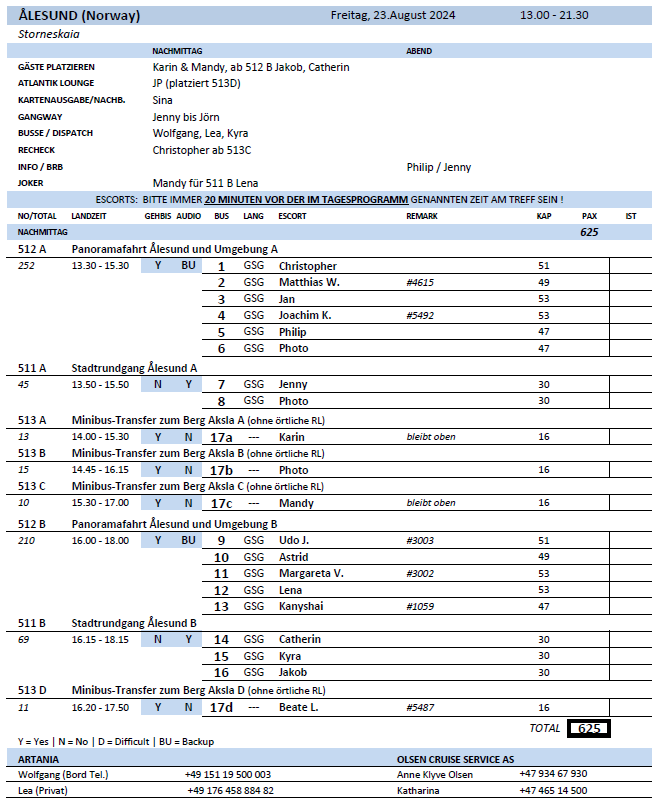 ÅLESUND (Norway) Freitag, 23.August 2024 13.00 - 21.30
Storneskaia
NACHMITTAG ABEND
GÄSTE PLATZIEREN Karin & Mandy, ab 512 B Jakob, Catherin
ATLANTIK LOUNGE JP (platziert 513D)
KARTENAUSGABE/NACHB. Sina
GANGWAY Jenny bis Jörn
BUSSE / DISPATCH Wolfgang, Lea, Kyra
RECHECK Christopher ab 513C
INFO / BRB Philip / Jenny
JOKER Mandy für 511 B Lena
ESCORTS: BITTE IMMER 20 MINUTEN VOR DER IM TAGESPROGRAMM GENANNTEN ZEIT AM TREFF SEIN !
NO/TOTAL LANDZEIT GEHBIS AUDIO BUS LANG ESCORT REMARK KAP PAX IST
NACHMITTAG 625
512 A Panoramafahrt Ålesund und Umgebung A
252 13.30 - 15.30 Y BU 1 GSG Christopher 51
2 GSG Matthias W. #4615 49
3 GSG Jan 53
4 GSG Joachim K. #5492 53
5 GSG Philip 47
6 GSG Photo 47
511 A Stadtrundgang Ålesund A
45 13.50 - 15.50 N Y 7 GSG Jenny 30
8 GSG Photo 30
513 A Minibus-Transfer zum Berg Aksla A (ohne örtliche RL)
13 14.00 - 15.30 Y N 17a --- Karin bleibt oben 16
513 B Minibus-Transfer zum Berg Aksla B (ohne örtliche RL)
15 14.45 - 16.15 Y N 17b --- Photo 16
513 C Minibus-Transfer zum Berg Aksla C (ohne örtliche RL)
10 15.30 - 17.00 Y N 17c --- Mandy bleibt oben 16
512 B Panoramafahrt Ålesund und Umgebung B
210 16.00 - 18.00 Y BU 9 GSG Udo J. #3003 51
10 GSG Astrid 49
11 GSG Margareta V. #3002 53
12 GSG Lena 53
13 GSG Kanyshai #1059 47
511 B Stadtrundgang Ålesund B
69 16.15 - 18.15 N Y 14 GSG Catherin 30
15 GSG Kyra 30
16 GSG Jakob 30
513 D Minibus-Transfer zum Berg Aksla D (ohne örtliche RL)
11 16.20 - 17.50 Y N 17d --- Beate L. #5487 16
TOTAL 625
Y = Yes | N = No | D = Difficult | BU = Backup
ARTANIA OLSEN CRUISE SERVICE AS
Wolfgang (Bord Tel.) +49 151 19 500 003 Anne Klyve Olsen +47 934 67 930
Lea (Privat) +49 176 458 884 82 Katharina +47 465 14 500